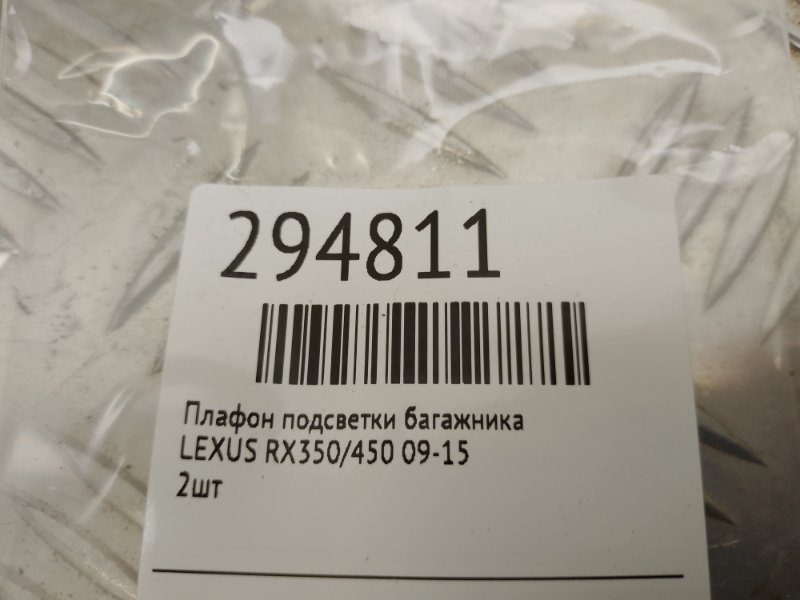 294811
Плафон подсветки багажника
LEXUS RX350/450 09-15
2шт